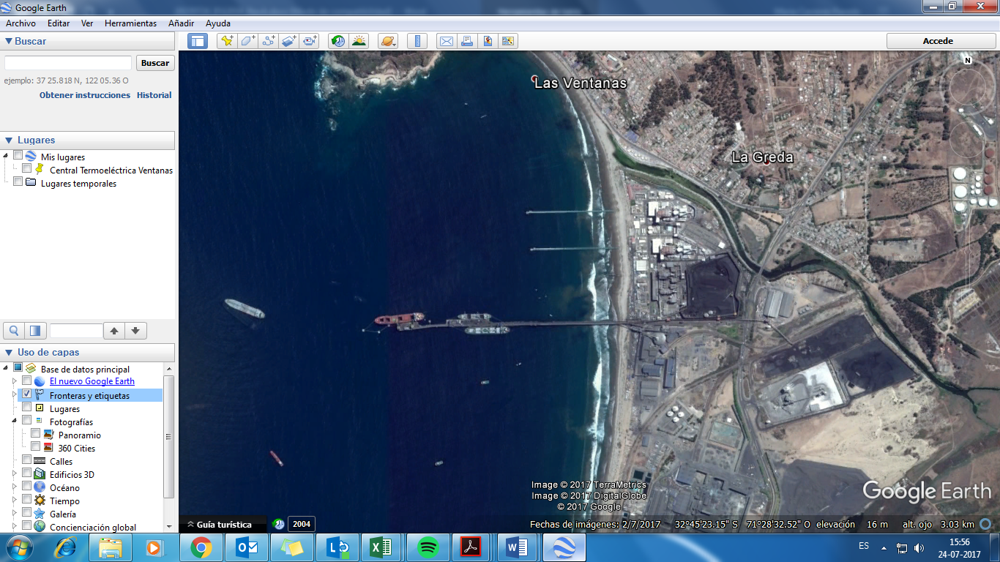 Google Earth
Archivo Editar Ver Herramientas Añadir Ayuda
Buscar
Buscar
ejemplo: 37 25.818 N, 122 05.36 O
Obtener instrucciones Historial
Lugares
Mis lugares
Central Termoeléctrica Ventanas
Lugares temporales
Uso de capas
Base de datos principal
El nuevo Google Earth
Fronteras y etiquetas
Lugares
Fotografías
Panoramio
360 Cities
Calles
Edificios 3D
Océano
Tiempo
Galería
Concienciación global
Accede
N
Las Ventanas
La Greda
Image © 2017 TerraMetrics
Image © 2017 DigitalGlobe
© 2017 Google
Google Earth
Guía turística
2004
Fechas de imágenes: 2/7/2017 32°45'23.15" S 71°28'32.52" O elevación 16 m alt. ojo 3.03 km
ES
15:56
24-07-2017